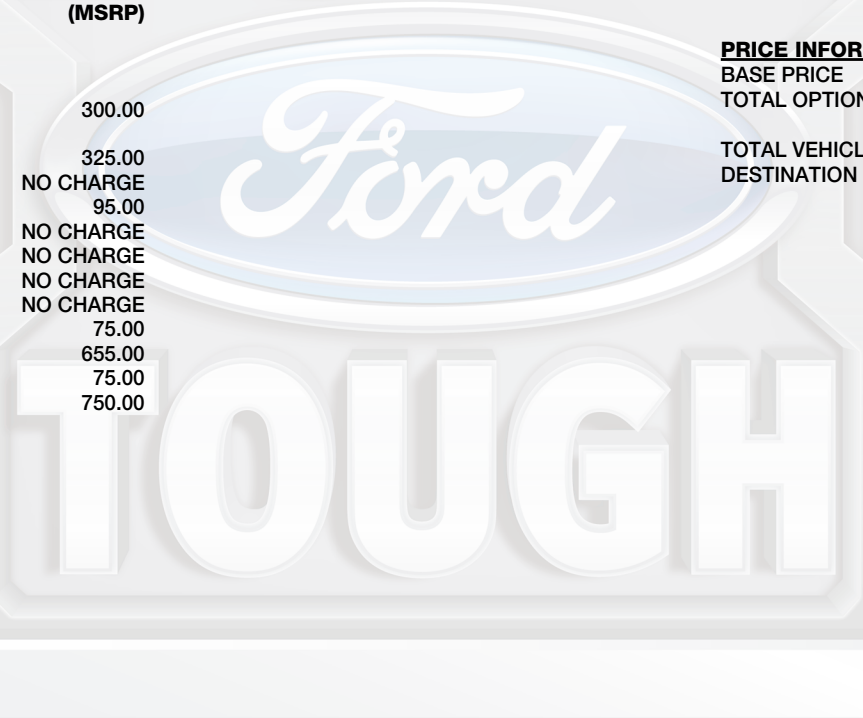 (MSRP)
300.00
325.00
NO CHARGE
95.00
NO CHARGE
NO CHARGE
NO CHARGE
NO CHARGE
75.00
655.00
75.00
750.00
PRICE INFOR
BASE PRICE
TOTAL OPTION
TOTAL VEHICL
DESTINATION
Ford
TOUGH